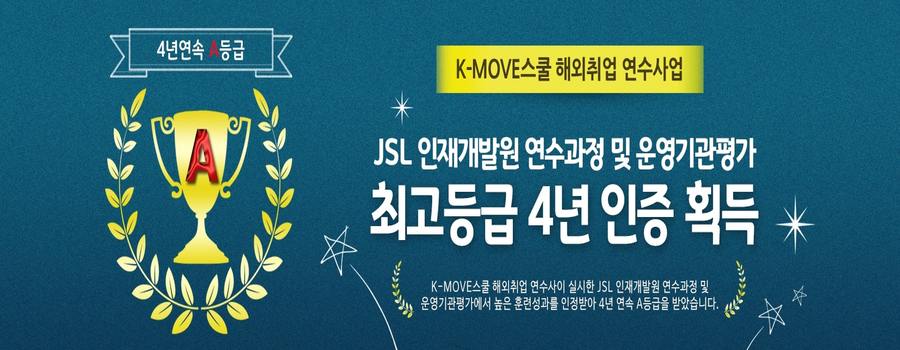 4년연속 A등급
A
K-MOVE스쿨 해외취업 연수사업
JSL 인재개발원 연수과정 및 운영기관평가
최고등급 4년 인증 획득
K-MOVE스쿨 해외취업 연수사이 실시한 JSL 인재개발원 연수과정 및
운영기관평가에서 높은 훈련성과를 인정받아 4년 연속 A등급을 받았습니다.